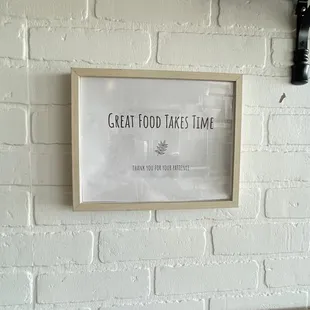 GREAT FOOD TAKES TIME
THANK YOU FOR YOUR PATIENCE